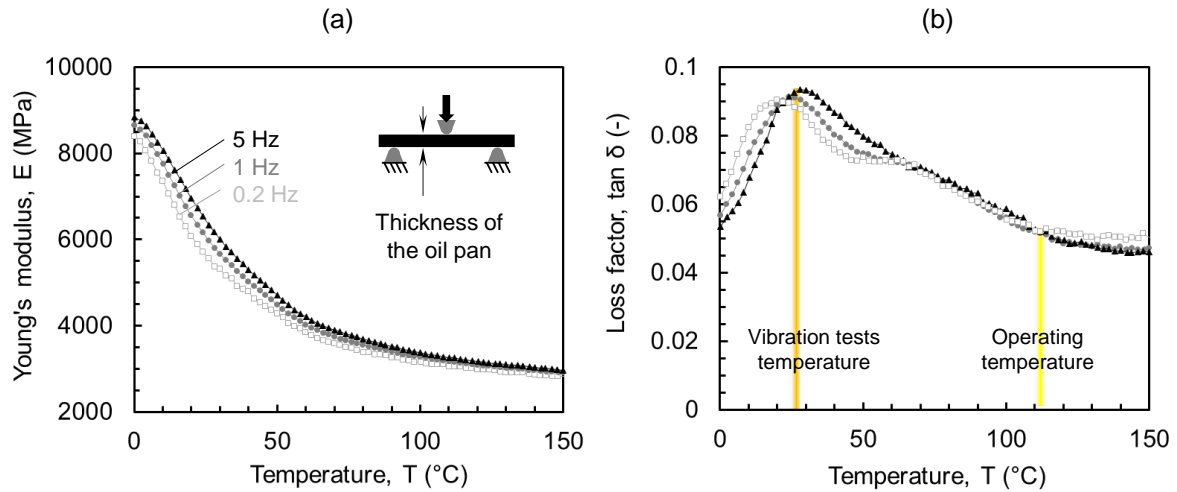 (a)
Young's modulus, E (MPa)
10000
8000
6000
4000
2000
5 Hz
1 Hz
0.2 Hz
Thickness of
the oil pan
0
50
100
150
Temperature, T (°C)
(b)
Loss factor, tan δ (-)
0.1
0.08
0.06
0.04
0.02
0
Vibration tests
temperature
Operating
temperature
0
50
100
150
Temperature, T (°C)